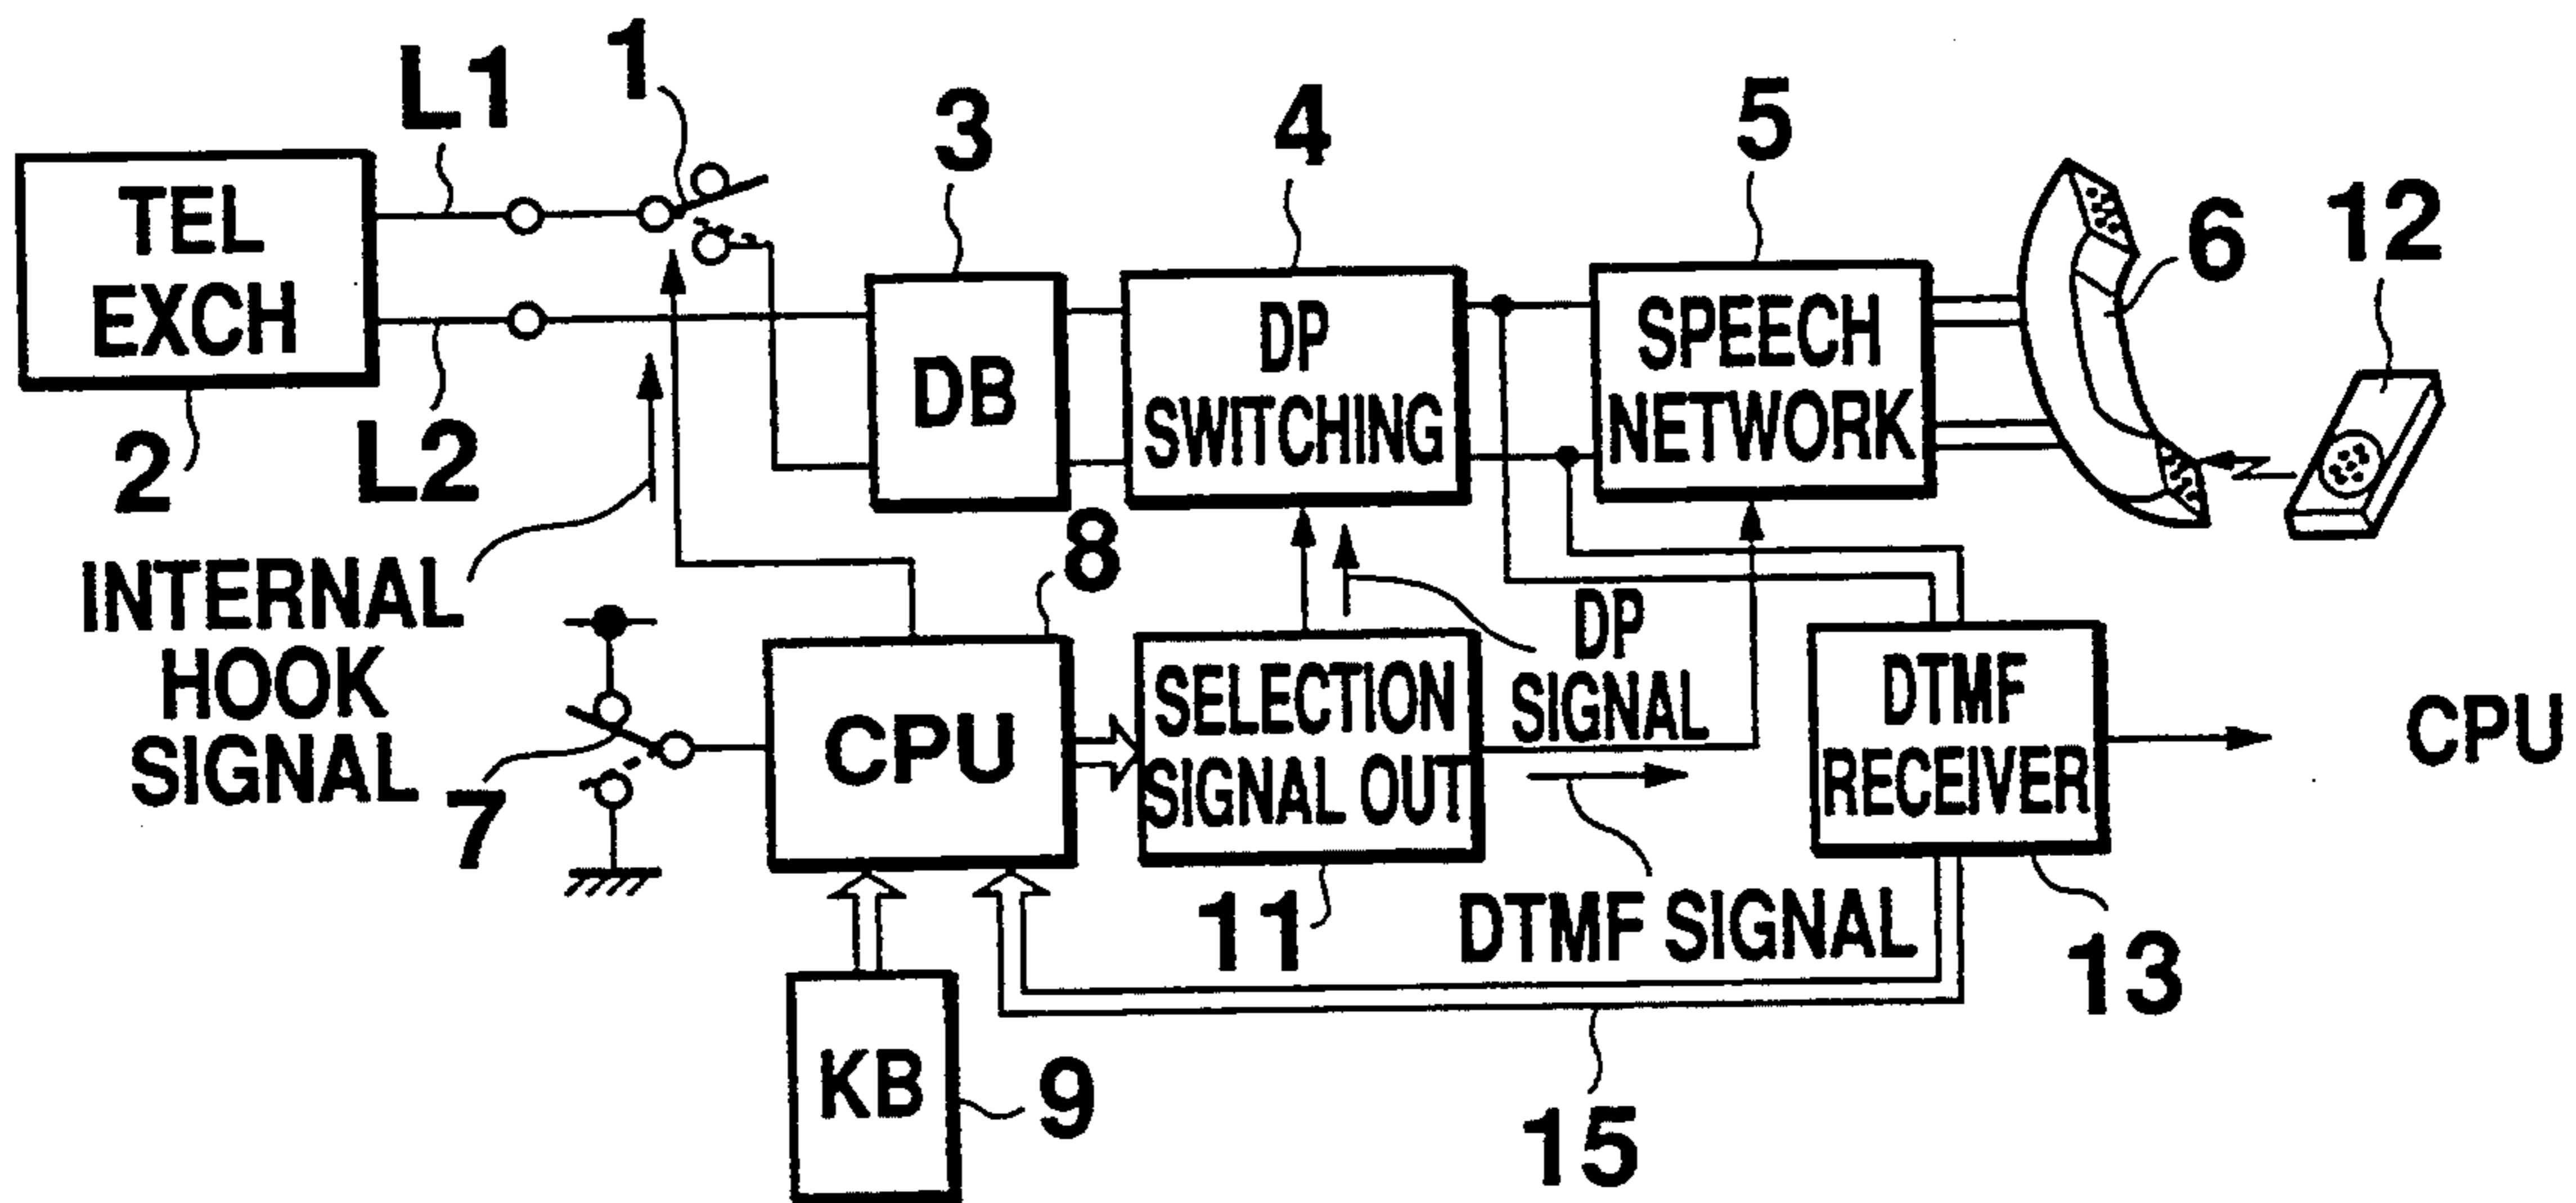 1
L1
3
4
5
6
12
TEL
EXCH
2
L2
DB
DP
SWITCHING
SPEECH
NETWORK
INTERNAL
HOOK
SIGNAL
7
8
CPU
SELECTION
SIGNAL OUT
11
DP
SIGNAL
DTMF SIGNAL
DTMF
RECEIVER
13
CPU
KB
9
15